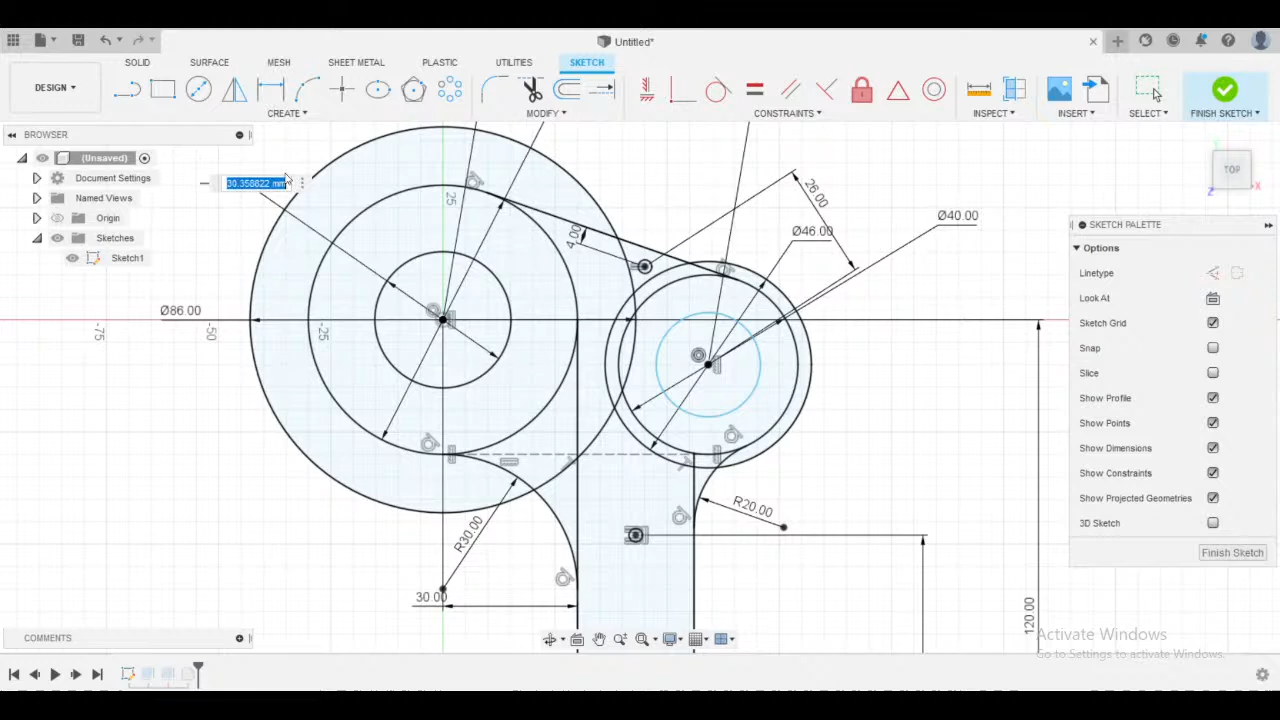 Untitled*
DESIGN
SOLID
SURFACE
MESH
SHEET METAL
PLASTIC
UTILITIES
SKETCH
CREATE
MODIFY
CONSTRAINTS
INSPECT
INSERT
SELECT
FINISH SKETCH
BROWSER
(Unsaved)
Document Settings
Named Views
Origin
Sketches
Sketch1
30.358822 mm
TOP
Z
X
SKETCH PALETTE
Options
Linetype
Look At
Sketch Grid
Snap
Slice
Show Profile
Show Points
Show Dimensions
Show Constraints
Show Projected Geometries
3D Sketch
Finish Sketch
25
4.00
26.00
Ø40.00
Ø46.00
Ø86.00
-75
-50
-25
R20.00
R30.00
30.00
120.00
Activate Windows
Go to Settings to activate Windows.
COMMENTS